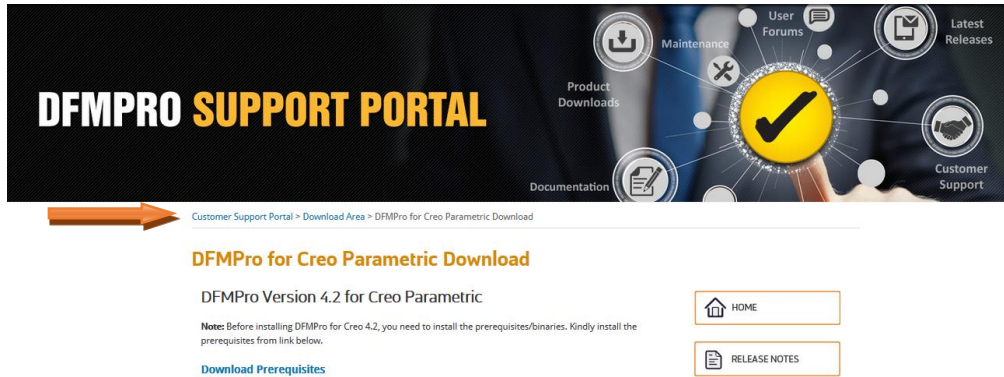 DFMPRO SUPPORT PORTAL
Product
Downloads
Maintenance
User
Forums
Latest
Releases
Documentation
Customer
Support
Customer Support Portal > Download Area > DFMPro for Creo Parametric Download
DFMPro for Creo Parametric Download
DFMPro Version 4.2 for Creo Parametric
Note: Before installing DFMPro for Creo 4.2, you need to install the prerequisites/binaries. Kindly install the
prerequisites from link below.
Download Prerequisites
HOME
RELEASE NOTES